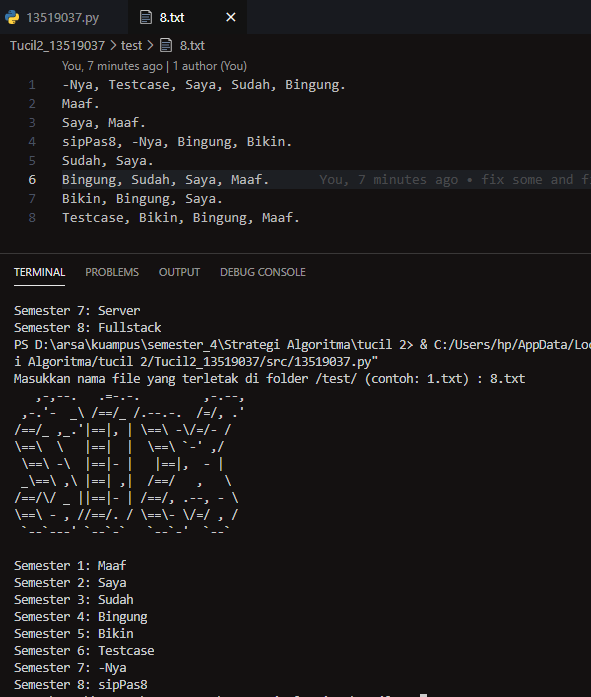 13519037.py
8.txt
Tucil2_13519037 > test > 8.txt
You, 7 minutes ago | 1 author (You)
1 -Nya, Testcase, Saya, Sudah, Bingung.
2 Maaf.
3 Saya, Maaf.
4 sipPas8, -Nya, Bingung, Bikin.
5 Sudah, Saya.
6 Bingung, Sudah, Saya, Maaf. You, 7 minutes ago • fix some and f
7 Bikin, Bingung, Saya.
8 Testcase, Bikin, Bingung, Maaf.
TERMINAL PROBLEMS OUTPUT DEBUG CONSOLE
Semester 7: Server
Semester 8: Fullstack
PS D:\arsa\kuampus\semester_4\Strategi Algoritma\tucil 2> & C:/Users/hp/AppData/Loc
i Algoritma/tucil 2/Tucil2_13519037/src/13519037.py"
Masukkan nama file yang terletak di folder /test/ (contoh: 1.txt) : 8.txt
Semester 1: Maaf
Semester 2: Saya
Semester 3: Sudah
Semester 4: Bingung
Semester 5: Bikin
Semester 6: Testcase
Semester 7: -Nya
Semester 8: sipPas8